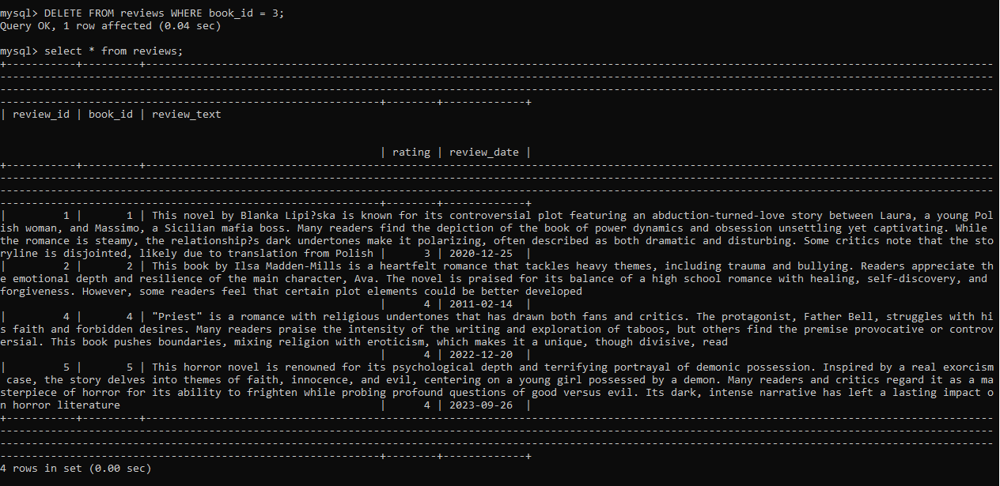 mysql> DELETE FROM reviews WHERE book_id = 3;
Query OK, 1 row affected (0.04 sec)
mysql> select * from reviews;
| review_id | book_id | review_text
| rating | review_date |
| 1 | 1 | This novel by Blanka Lipi?ska is known for its controversial plot featuring an abduction-turned-love story between Laura, a young Pol
ish woman, and Massimo, a Sicilian mafia boss. Many readers find the depiction of the book of power dynamics and obsession unsettling yet captivating. While
the romance is steamy, the relationship?s dark undertones make it polarizing, often described as both dramatic and disturbing. Some critics note that the sto
ryline is disjointed, likely due to translation from Polish | 3 | 2020-12-25 |
| 2 | 2 | This book by Ilsa Madden-Mills is a heartfelt romance that tackles heavy themes, including trauma and bullying. Readers appreciate th
e emotional depth and resilience of the main character, Ava. The novel is praised for its balance of a high school romance with healing, self-discovery, and
forgiveness. However, some readers feel that certain plot elements could be better developed
| 4 | 2011-02-14 |
| 4 | 4 | "Priest" is a romance with religious undertones that has drawn both fans and critics. The protagonist, Father Bell, struggles with hi
s faith and forbidden desires. Many readers praise the intensity of the writing and exploration of taboos, but others find the premise provocative or controv
ersial. This book pushes boundaries, mixing religion with eroticism, which makes it a unique, though divisive, read
| 4 | 2022-12-20 |
| 5 | 5 | This horror novel is renowned for its psychological depth and terrifying portrayal of demonic possession. Inspired by a real exorcism
case, the story delves into themes of faith, innocence, and evil, centering on a young girl possessed by a demon. Many readers and critics regard it as a ma
sterpiece of horror for its ability to frighten while probing profound questions of good versus evil. Its dark, intense narrative has left a lasting impact o
n horror literature | 4 | 2023-09-26 |
4 rows in set (0.00 sec)